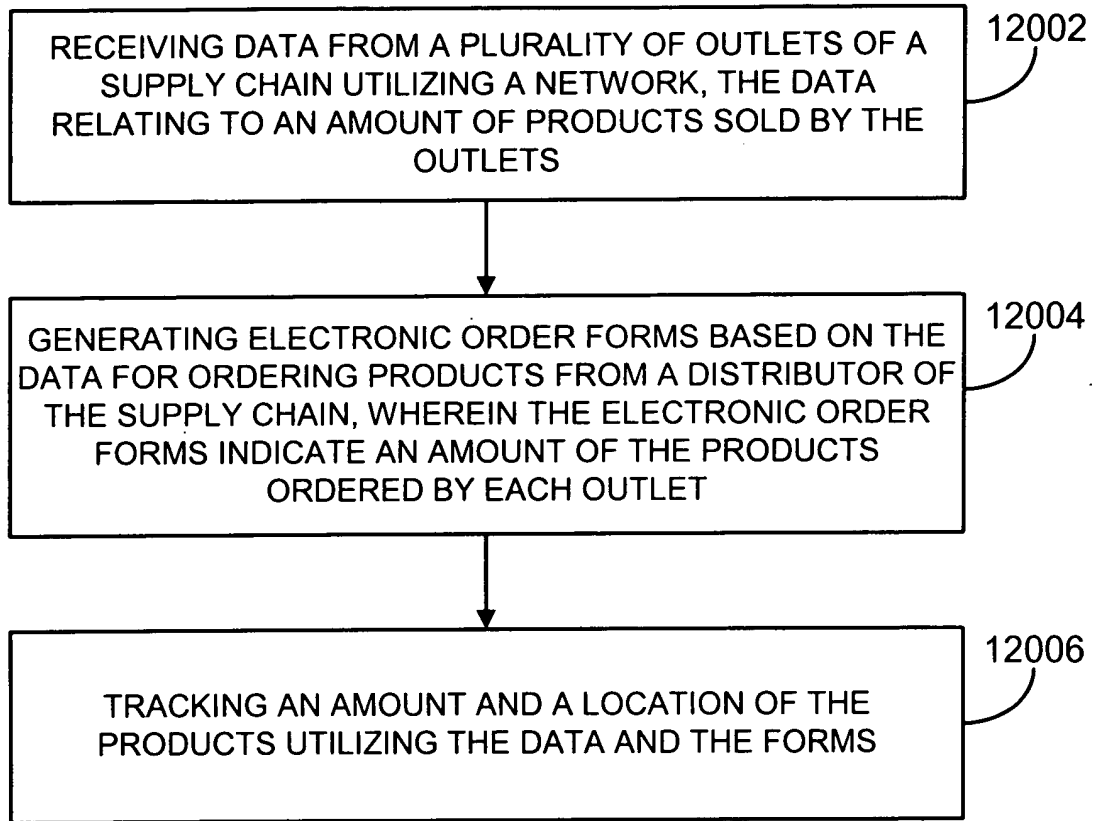 RECEIVING DATA FROM A PLURALITY OF OUTLETS OF A
SUPPLY CHAIN UTILIZING A NETWORK, THE DATA
RELATING TO AN AMOUNT OF PRODUCTS SOLD BY THE
OUTLETS
12002
GENERATING ELECTRONIC ORDER FORMS BASED ON THE
DATA FOR ORDERING PRODUCTS FROM A DISTRIBUTOR OF
THE SUPPLY CHAIN, WHEREIN THE ELECTRONIC ORDER
FORMS INDICATE AN AMOUNT OF THE PRODUCTS
ORDERED BY EACH OUTLET
12004
TRACKING AN AMOUNT AND A LOCATION OF THE
PRODUCTS UTILIZING THE DATA AND THE FORMS
12006